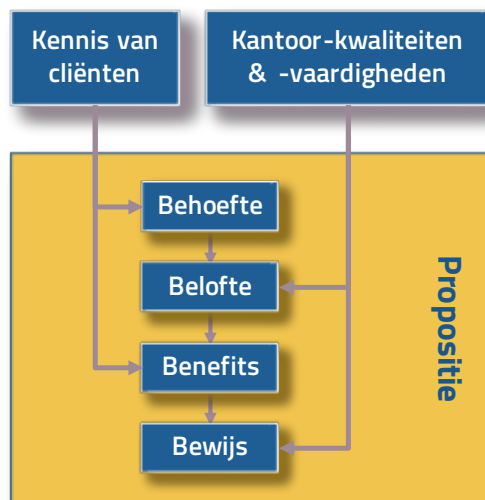 Kennis van
cliënten
Kantoor-kwaliteiten
& -vaardigheden
Behoefte
Belofte
Benefits
Bewijs
Propositie